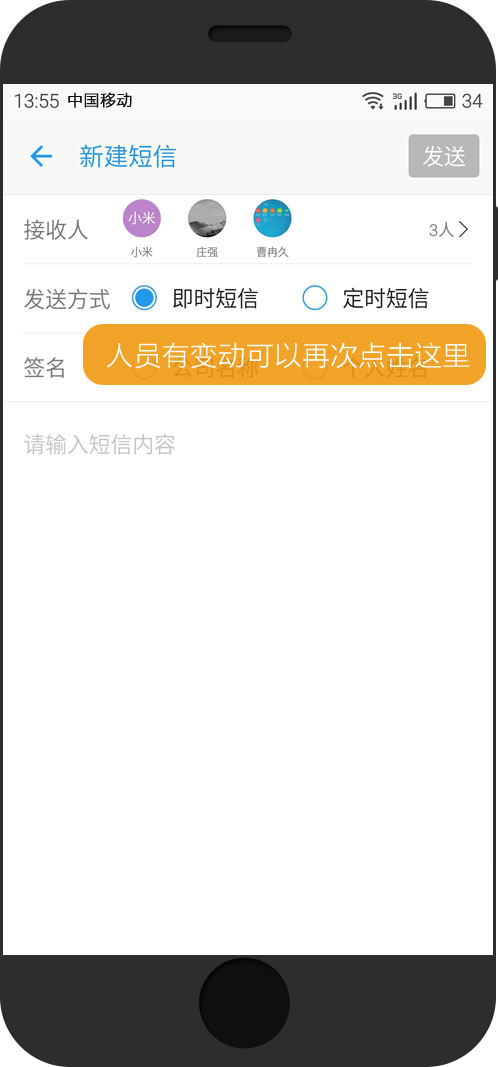 13:55 中国移动 3G 34
新建短信 发送
小米
接收人 3人
小米 庄强 曹冉久
发送方式 即时短信 定时短信
人员有变动可以再次点击这里
签名 公司名称 个人姓名
请输入短信内容